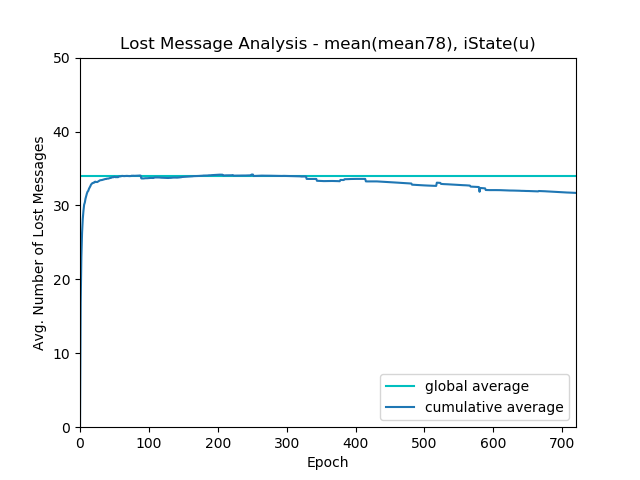 Lost Message Analysis - mean(mean78), iState(u)
Avg. Number of Lost Messages
50
40
30
20
10
0
0 100 200 300 400 500 600 700
Epoch
global average
cumulative average